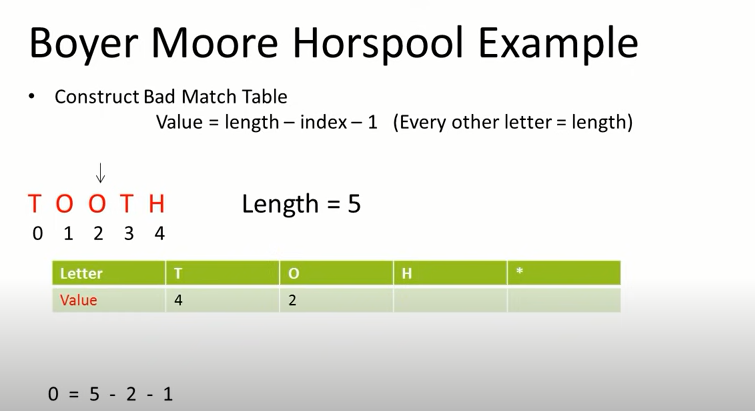 Boyer Moore Horspool Example
• Construct Bad Match Table
Value = length – index – 1 (Every other letter = length)
T O O T H Length = 5
0 1 2 3 4
Letter T O H *
Value 4 2
0 = 5 - 2 - 1